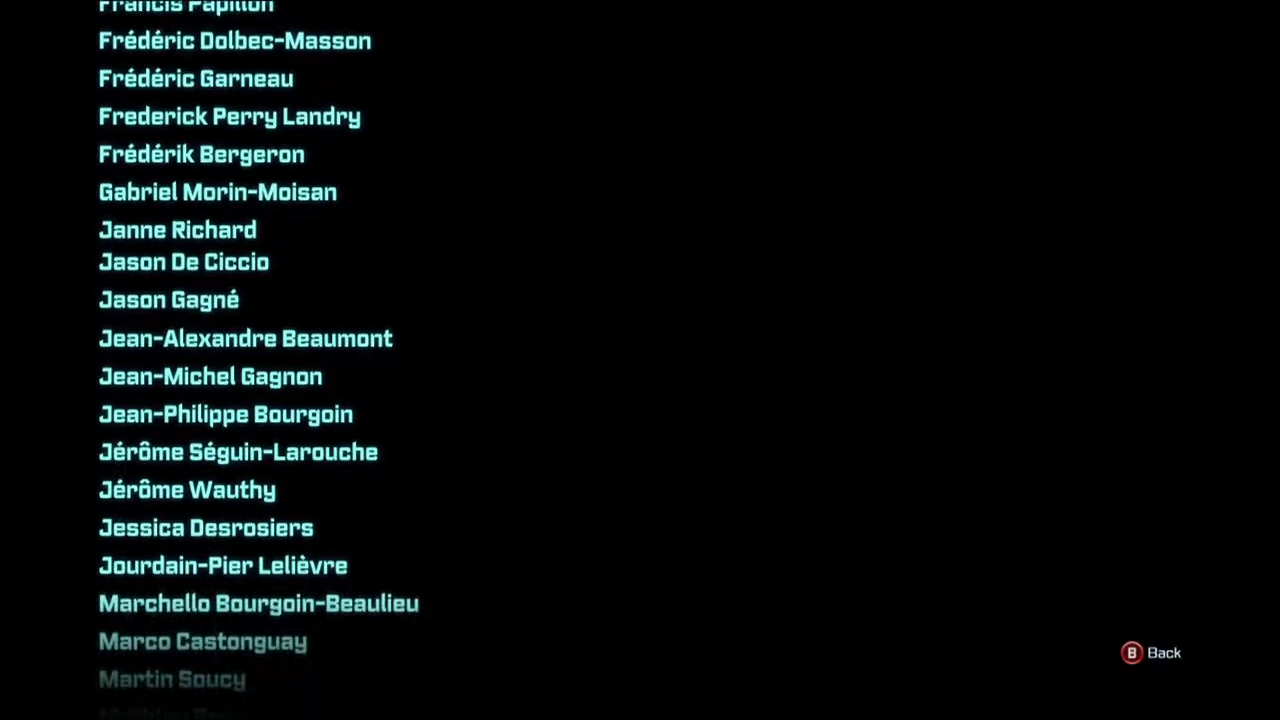 Francis Papillon
Frédéric Dolbec-Masson
Frédéric Garneau
Frederick Perry Landry
Frédérik Bergeron
Gabriel Morin-Moisan
Janne Richard
Jason De Ciccio
Jason Gagné
Jean-Alexandre Beaumont
Jean-Michel Gagnon
Jean-Philippe Bourgoin
Jérôme Séguin-Larouche
Jérôme Wauthy
Jessica Desrosiers
Jourdain-Pier Lelièvre
Marchello Bourgoin-Beaulieu
Marco Castonguay
B Back
Martin Soucy